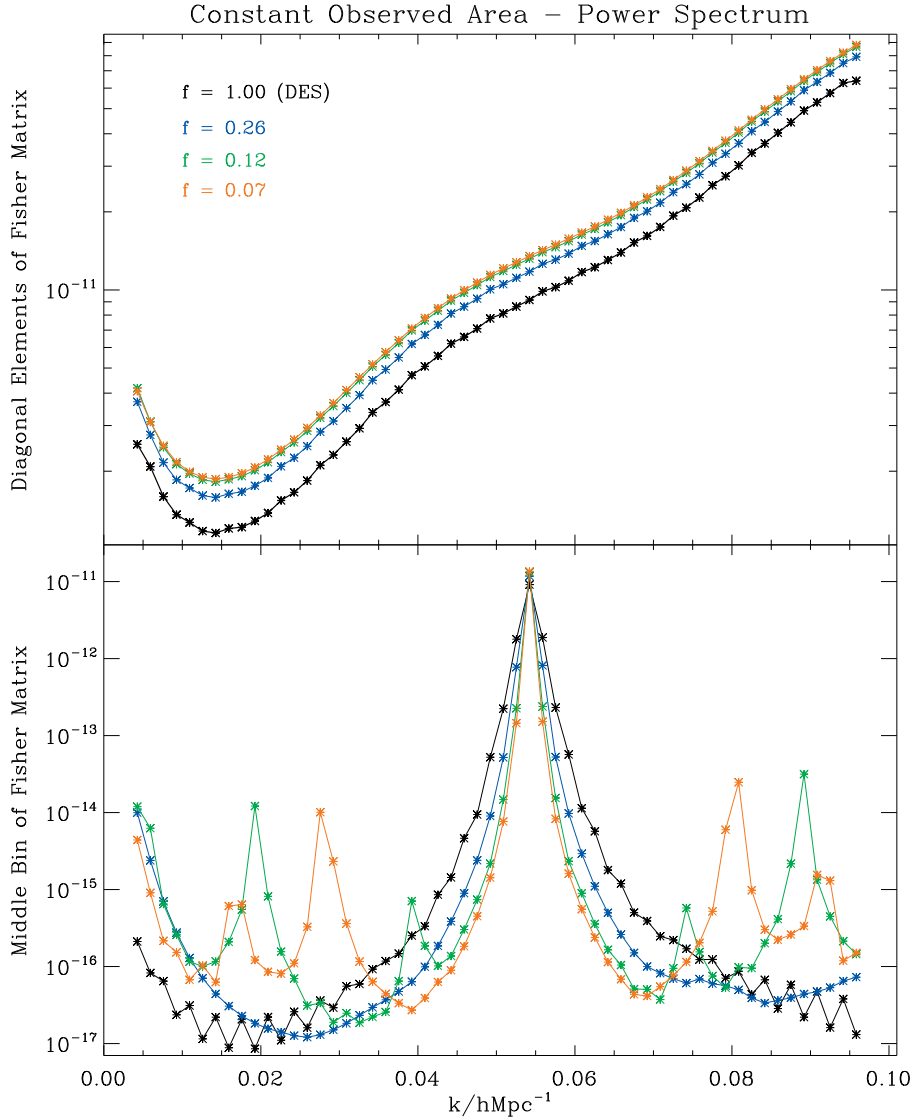 Constant Observed Area – Power Spectrum
Diagonal Elements of Fisher Matrix
f = 1.00 (DES)
f = 0.26
f = 0.12
f = 0.07
10⁻¹¹
Middle Bin of Fisher Matrix
10⁻¹¹
10⁻¹²
10⁻¹³
10⁻¹⁴
10⁻¹⁵
10⁻¹⁶
10⁻¹⁷
0.00 0.02 0.04 0.06 0.08 0.10
k/hMpc⁻¹